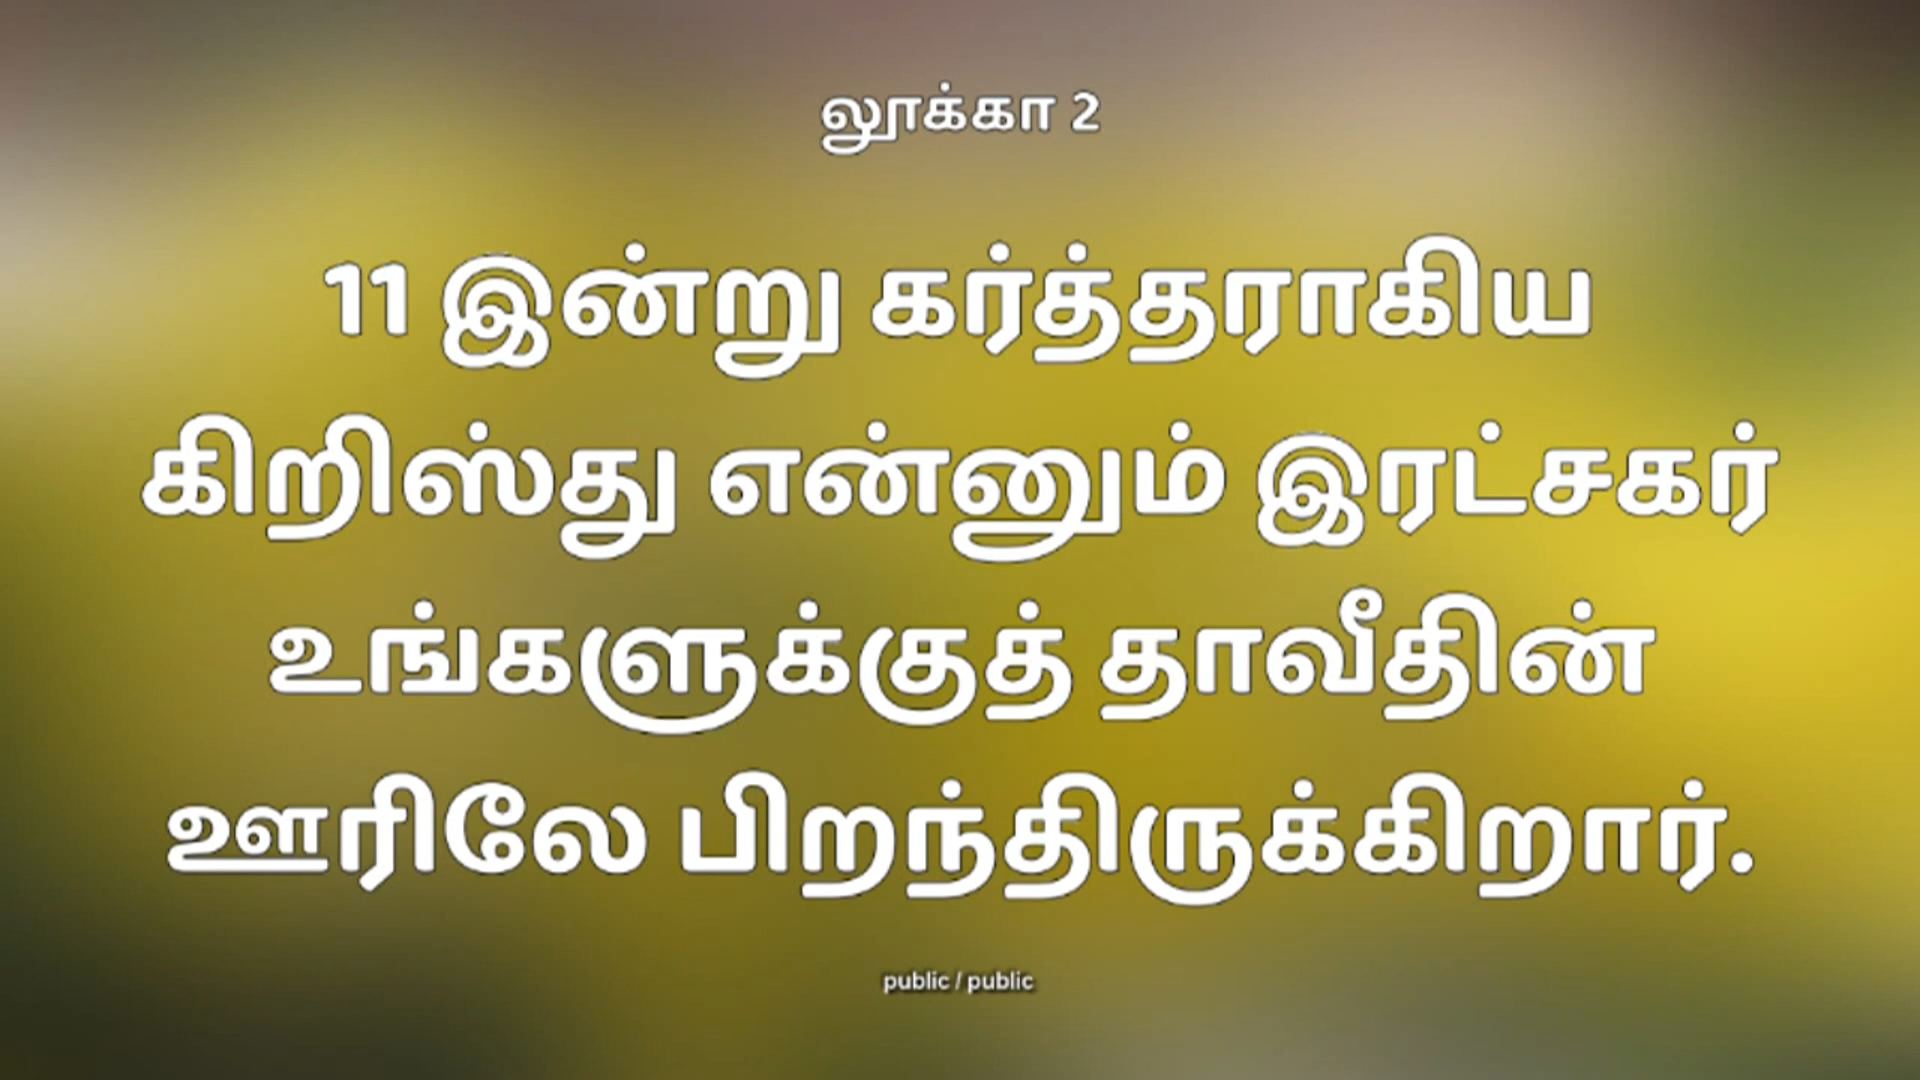 லூக்கா 2
11 இன்று கர்த்தராகிய
கிறிஸ்து என்னும் இரட்சகர்
உங்களுக்குத் தாவீதின்
ஊரிலே பிறந்திருக்கிறார்.
public / public